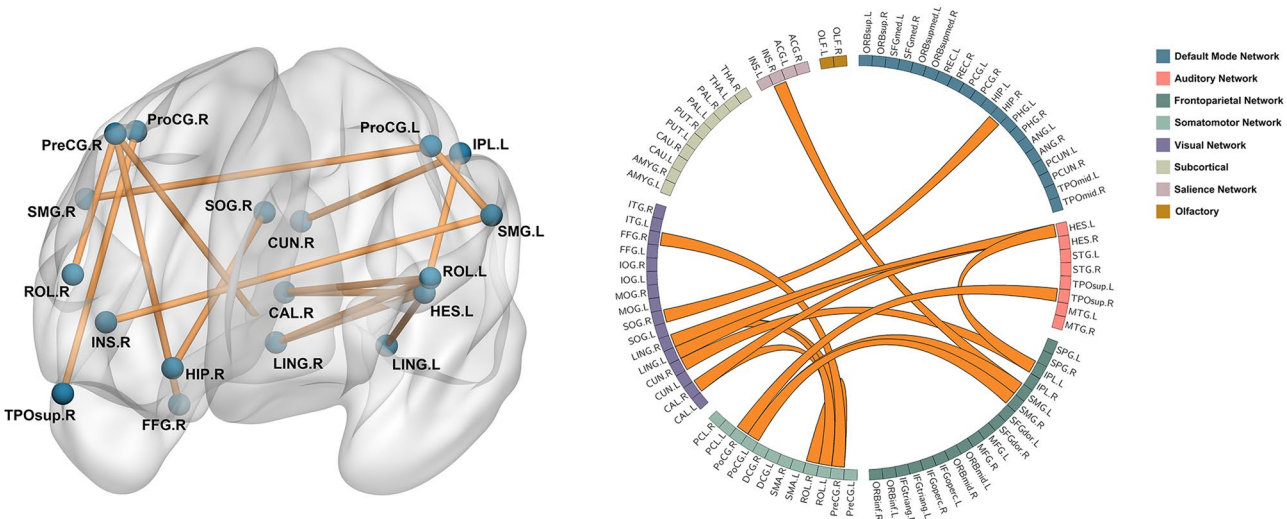 ProCG.R
PreCG.R
ProCG.L
IPL.L
SMG.R
SOG.R
CUN.R
SMG.L
ROL.R
ROL.L
CAL.R
HES.L
INS.R
LING.R
LING.L
HIP.R
TPOsup.R
FFG.R
ORBsup.L
ORBsup.R
SFGmed.L
SFGmed.R
ORBsupmed.L
ORBsupmed.R
REC.L
REC.R
PCG.L
PCG.R
HIP.L
HIP.R
PHG.L
PHG.R
ANG.L
ANG.R
PCUN.L
PCUN.R
TPOmid.L
TPOmid.R
HES.L
HES.R
STG.L
STG.R
TPOsup.L
TPOsup.R
MTG.L
MTG.R
SPG.L
SPG.R
IPL.L
IPL.R
SMG.L
SMG.R
SFGdor.L
SFGdor.R
MFG.L
MFG.R
ORBmid.L
ORBmid.R
IFGoperc.L
IFGoperc.R
IFGtriang.L
IFGtriang.
ORBinf.L
ORBinf.R
PreCG.L
PreCG.R
ROL.L
ROL.R
SMA.L
SMA.R
DCG.L
DCG.R
PoCG.L
PoCG.R
PCL.L
PCL.R
CAL.L
CAL.R
CUN.L
CUN.R
LING.L
LING.R
SOG.L
SOG.R
MOG.L
MOG.R
IOG.L
IOG.R
FFG.L
FFG.R
ITG.L
ITG.R
AMYG.L
AMYG.R
CAU.L
CAU.R
PUT.L
PUT.R
PAL.L
PAL.R
THA.L
THA.R
INS.L
INS.R
ACG.L
ACG.R
OLF.L
OLF.R
Default Mode Network
Auditory Network
Frontoparietal Network
Somatomotor Network
Visual Network
Subcortical
Salience Network
Olfactory